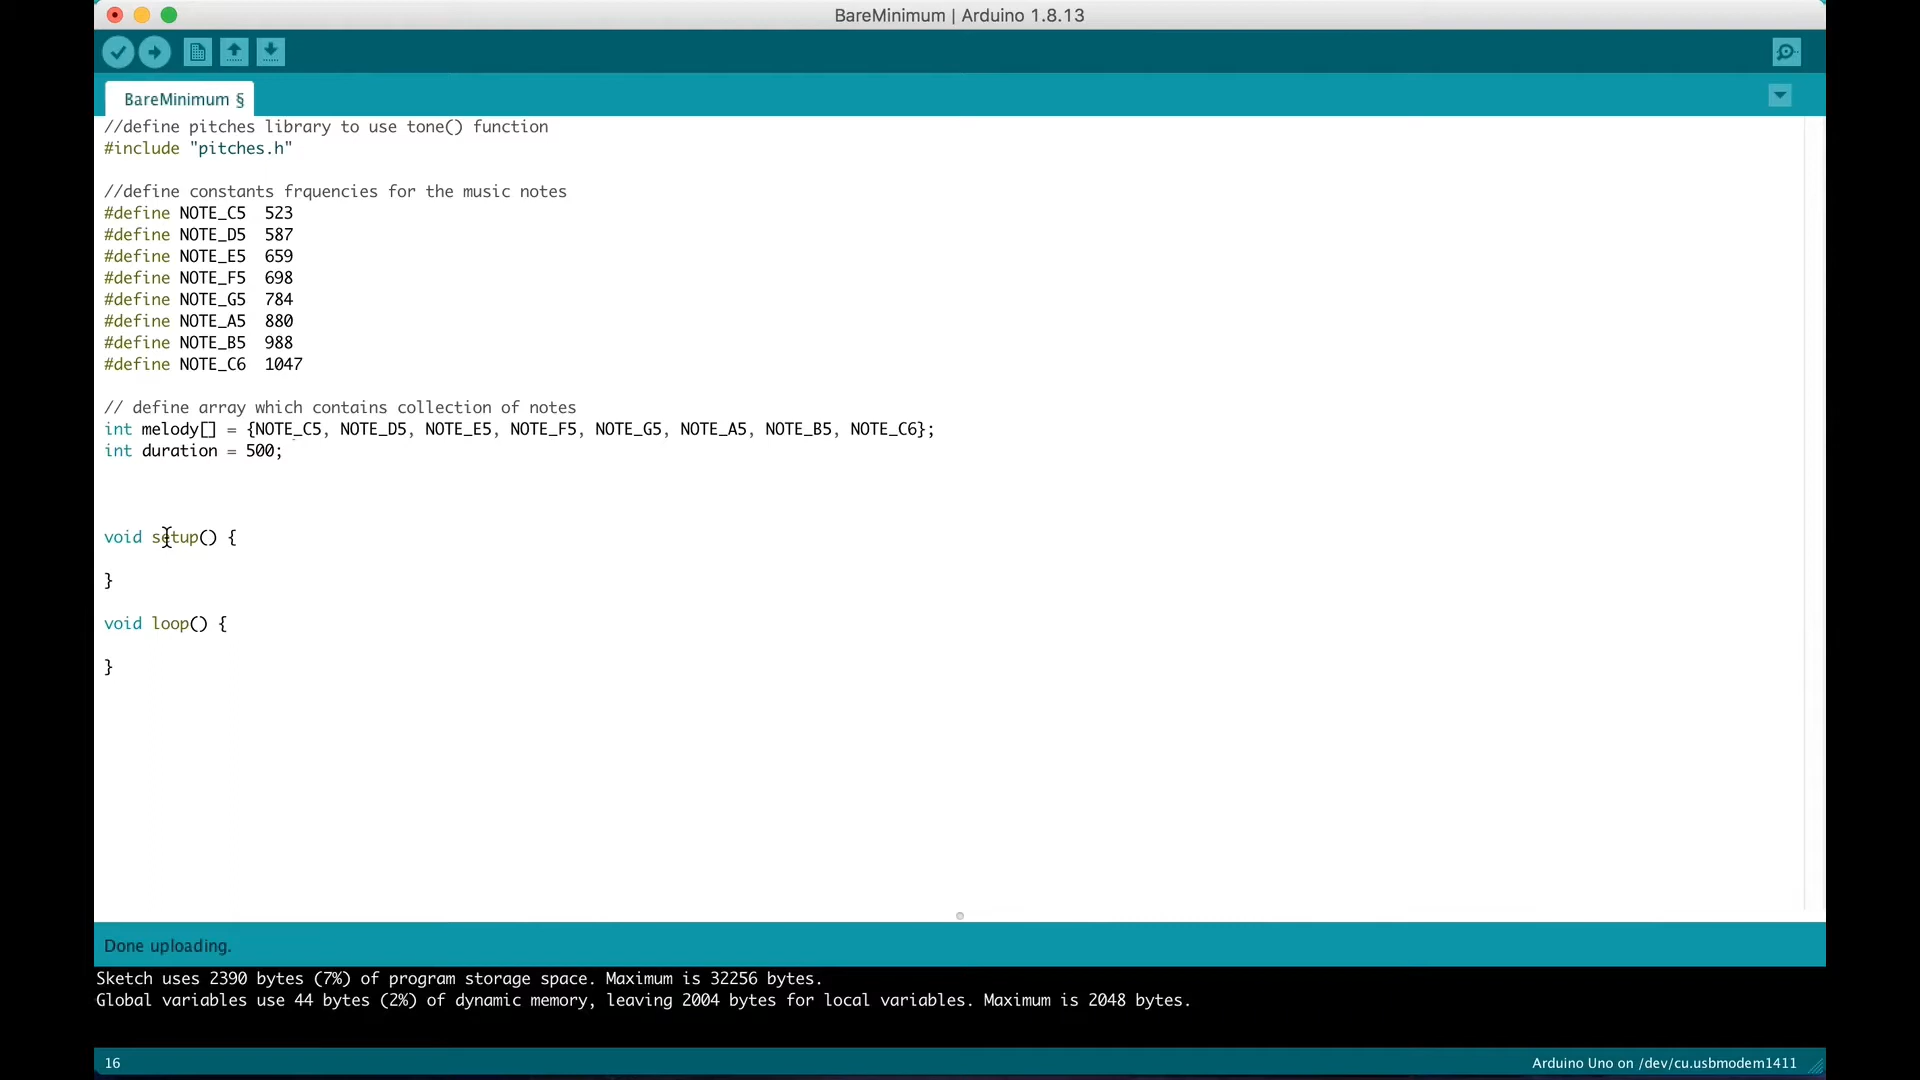 BareMinimum | Arduino 1.8.13
BareMinimum §
//define pitches library to use tone() function
#include "pitches.h"
//define constants frquencies for the music notes
#define NOTE_C5  523
#define NOTE_D5  587
#define NOTE_E5  659
#define NOTE_F5  698
#define NOTE_G5  784
#define NOTE_A5  880
#define NOTE_B5  988
#define NOTE_C6  1047
// define array which contains collection of notes
int melody[] = {NOTE_C5, NOTE_D5, NOTE_E5, NOTE_F5, NOTE_G5, NOTE_A5, NOTE_B5, NOTE_C6};
int duration = 500;
void setup() {
}
void loop() {
}
Done uploading.
Sketch uses 2390 bytes (7%) of program storage space. Maximum is 32256 bytes.
Global variables use 44 bytes (2%) of dynamic memory, leaving 2004 bytes for local variables. Maximum is 2048 bytes.
16
Arduino Uno on /dev/cu.usbmodem1411